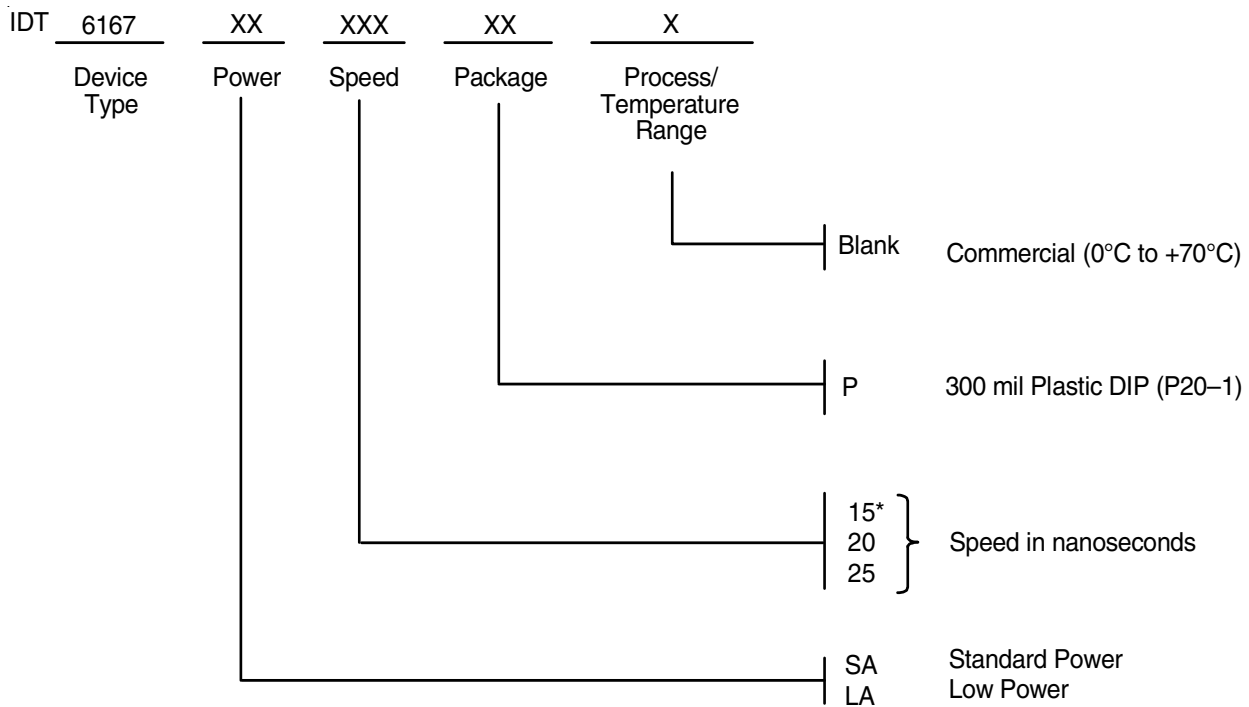 IDT 6167 XX XXX XX X
Device Type Power Speed Package Process/ Temperature Range
Blank Commercial (0°C to +70°C)
P 300 mil Plastic DIP (P20–1)
15*
20 Speed in nanoseconds
25
SA Standard Power
LA Low Power